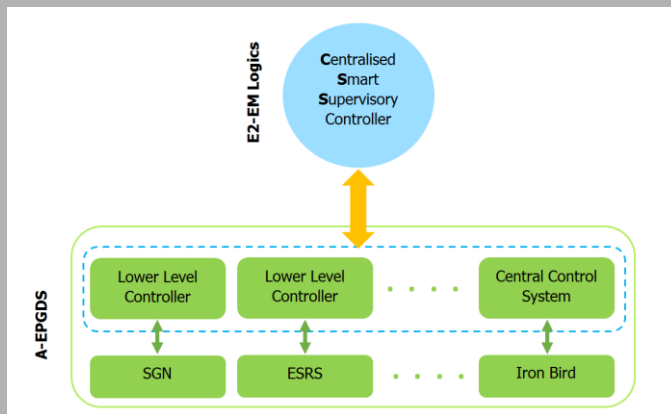 E2-EM Logics
Centralised
Smart
Supervisory
Controller
A-EPGDS
Lower Level
Controller
Lower Level
Controller
Central Control
System
SGN
ESRS
Iron Bird